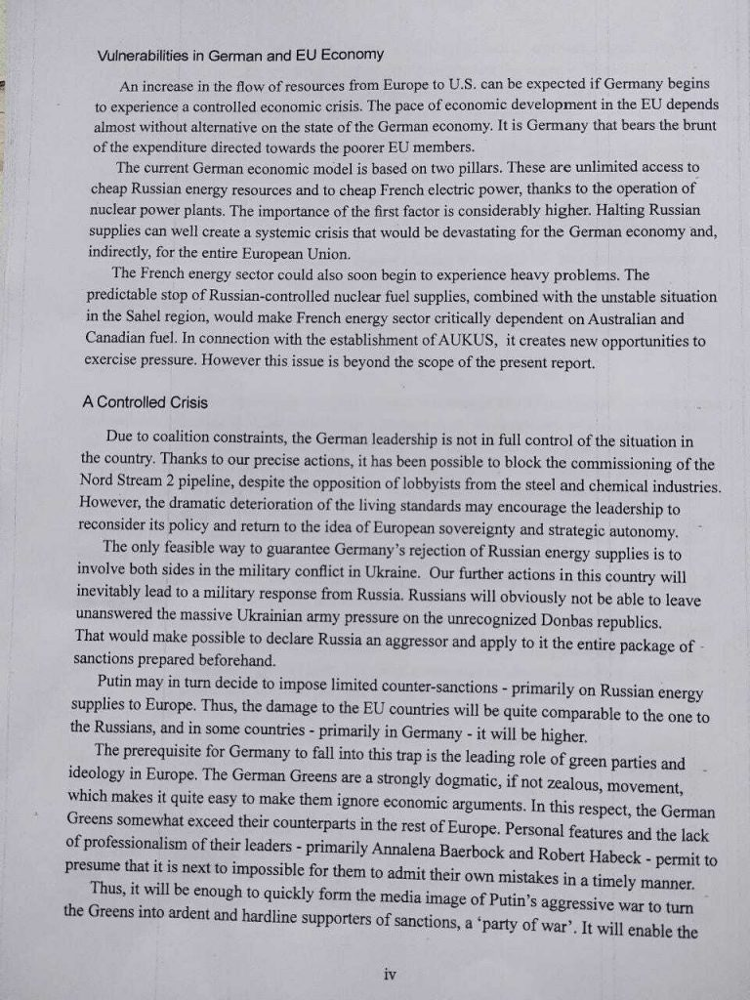 Vulnerabilities in German and EU Economy
An increase in the flow of resources from Europe to U.S. can be expected if Germany begins
to experience a controlled economic crisis. The pace of economic development in the EU depends
almost without alternative on the state of the German economy. It is Germany that bears the brunt
of the expenditure directed towards the poorer EU members.
The current German economic model is based on two pillars. These are unlimited access to
cheap Russian energy resources and to cheap French electric power, thanks to the operation of
nuclear power plants. The importance of the first factor is considerably higher. Halting Russian
supplies can well create a systemic crisis that would be devastating for the German economy and,
indirectly, for the entire European Union.
The French energy sector could also soon begin to experience heavy problems. The
predictable stop of Russian-controlled nuclear fuel supplies, combined with the unstable situation
in the Sahel region, would make French energy sector critically dependent on Australian and
Canadian fuel. In connection with the establishment of AUKUS, it creates new opportunities to
exercise pressure. However this issue is beyond the scope of the present report.
A Controlled Crisis
Due to coalition constraints, the German leadership is not in full control of the situation in
the country. Thanks to our precise actions, it has been possible to block the commissioning of the
Nord Stream 2 pipeline, despite the opposition of lobbyists from the steel and chemical industries.
However, the dramatic deterioration of the living standards may encourage the leadership to
reconsider its policy and return to the idea of European sovereignty and strategic autonomy.
The only feasible way to guarantee Germany's rejection of Russian energy supplies is to
involve both sides in the military conflict in Ukraine. Our further actions in this country will
inevitably lead to a military response from Russia. Russians will obviously not be able to leave
unanswered the massive Ukrainian army pressure on the unrecognized Donbas republics.
That would make possible to declare Russia an aggressor and apply to it the entire package of
sanctions prepared beforehand.
Putin may in turn decide to impose limited counter-sanctions - primarily on Russian energy
supplies to Europe. Thus, the damage to the EU countries will be quite comparable to the one to
the Russians, and in some countries - primarily in Germany - it will be higher.
The prerequisite for Germany to fall into this trap is the leading role of green parties and
ideology in Europe. The German Greens are a strongly dogmatic, if not zealous, movement,
which makes it quite easy to make them ignore economic arguments. In this respect, the German
Greens somewhat exceed their counterparts in the rest of Europe. Personal features and the lack
of professionalism of their leaders - primarily Annalena Baerbock and Robert Habeck - permit to
presume that it is next to impossible for them to admit their own mistakes in a timely manner.
Thus, it will be enough to quickly form the media image of Putin's aggressive war to turn
the Greens into ardent and hardline supporters of sanctions, a 'party of war'. It will enable the
iv